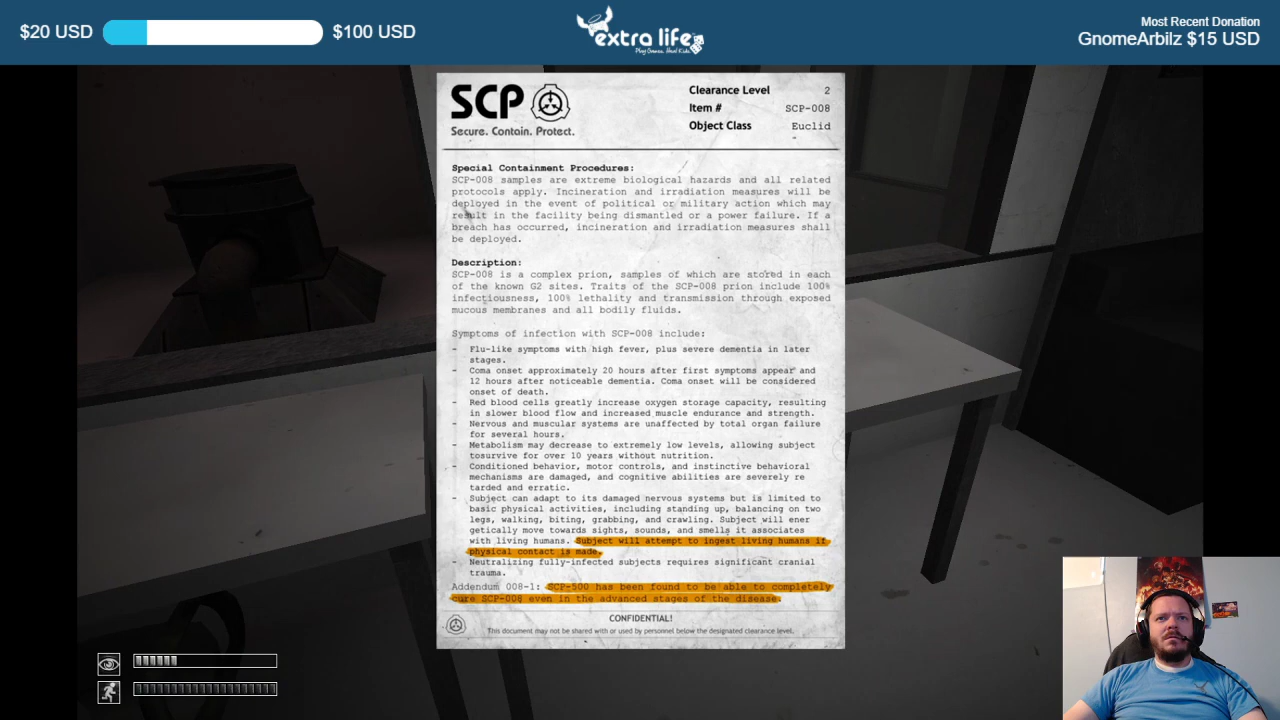 $20 USD
$100 USD
extra life
Play Games. Heal Kids.
Most Recent Donation
GnomeArbilz $15 USD
SCP
Secure. Contain. Protect.
Clearance Level 2
Item # SCP-008
Object Class Euclid
Special Containment Procedures:
SCP-008 samples are extreme biological hazards and all related
protocols apply. Incineration and irradiation measures will be
deployed in the event of political or military action which may
result in the facility being dismantled or a power failure. If a
breach has occurred, incineration and irradiation measures shall
be deployed.
Description:
SCP-008 is a complex prion, samples of which are stored in each
of the known G2 sites. Traits of the SCP-008 prion include 100%
infectiousness, 100% lethality and transmission through exposed
mucous membranes and all bodily fluids.
Symptoms of infection with SCP-008 include:
- Flu-like symptoms with high fever, plus severe dementia in later
stages.
- Coma onset approximately 20 hours after first symptoms appear and
12 hours after noticeable dementia. Coma onset will be considered
onset of death.
- Red blood cells greatly increase oxygen storage capacity, resulting
in slower blood flow and increased muscle endurance and strength.
- Nervous and muscular systems are unaffected by total organ failure
for several hours.
- Metabolism may decrease to extremely low levels, allowing subject
tosurvive for over 10 years without nutrition.
- Conditioned behavior, motor controls, and instinctive behavioral
mechanisms are damaged, and cognitive abilities are severely re
tarded and erratic.
- Subject can adapt to its damaged nervous systems but is limited to
basic physical activities, including standing up, balancing on two
legs, walking, biting, grabbing, and crawling. Subject will ener
getically move towards sights, sounds, and smells it associates
with living humans. Subject will attempt to ingest living humans if
physical contact is made.
- Neutralizing fully-infected subjects requires significant cranial
trauma.
Addendum 008-1: SCP-500 has been found to be able to completely
cure SCP-008 even in the advanced stages of the disease.
CONFIDENTIAL!
This document may not be shared with or used by personnel below the designated clearance level.